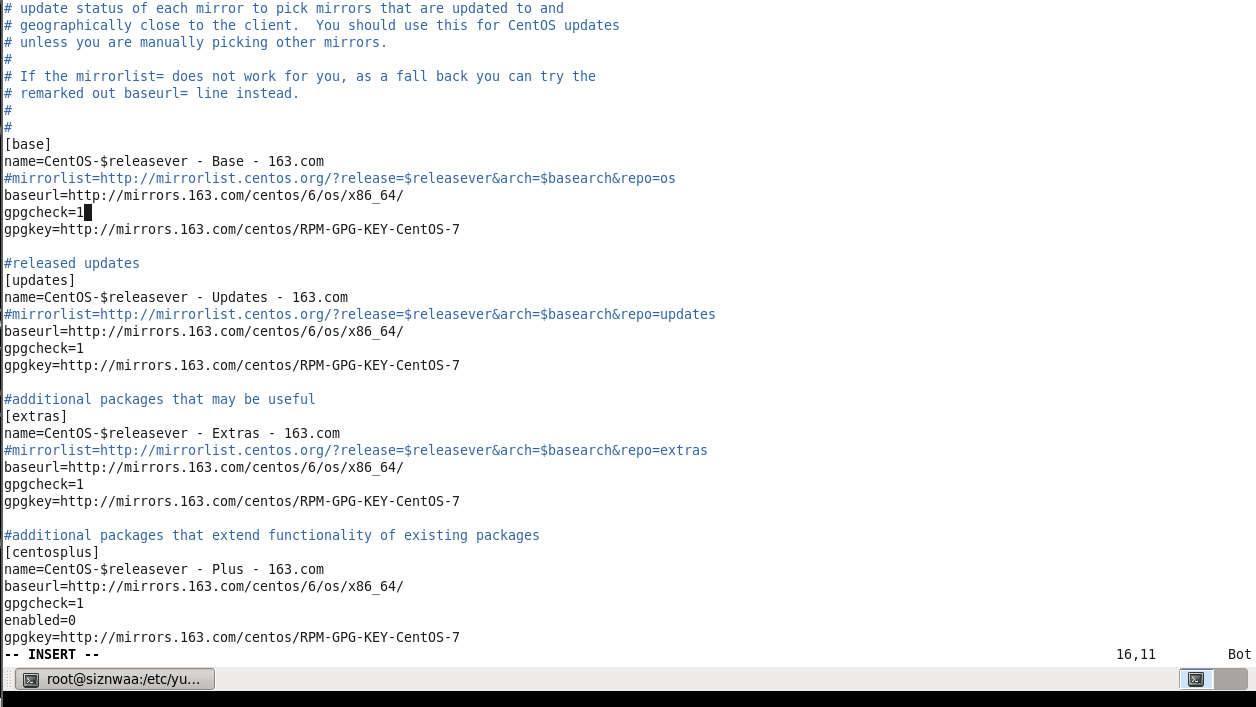 # update status of each mirror to pick mirrors that are updated to and
# geographically close to the client.  You should use this for CentOS updates
# unless you are manually picking other mirrors.
#
# If the mirrorlist= does not work for you, as a fall back you can try the
# remarked out baseurl= line instead.
#
#
[base]
name=CentOS-$releasever - Base - 163.com
#mirrorlist=http://mirrorlist.centos.org/?release=$releasever&arch=$basearch&repo=os
baseurl=http://mirrors.163.com/centos/6/os/x86_64/
gpgcheck=1
gpgkey=http://mirrors.163.com/centos/RPM-GPG-KEY-CentOS-7

#released updates
[updates]
name=CentOS-$releasever - Updates - 163.com
#mirrorlist=http://mirrorlist.centos.org/?release=$releasever&arch=$basearch&repo=updates
baseurl=http://mirrors.163.com/centos/6/os/x86_64/
gpgcheck=1
gpgkey=http://mirrors.163.com/centos/RPM-GPG-KEY-CentOS-7

#additional packages that may be useful
[extras]
name=CentOS-$releasever - Extras - 163.com
#mirrorlist=http://mirrorlist.centos.org/?release=$releasever&arch=$basearch&repo=extras
baseurl=http://mirrors.163.com/centos/6/os/x86_64/
gpgcheck=1
gpgkey=http://mirrors.163.com/centos/RPM-GPG-KEY-CentOS-7

#additional packages that extend functionality of existing packages
[centosplus]
name=CentOS-$releasever - Plus - 163.com
baseurl=http://mirrors.163.com/centos/6/os/x86_64/
gpgcheck=1
enabled=0
gpgkey=http://mirrors.163.com/centos/RPM-GPG-KEY-CentOS-7
-- INSERT -- 16,11 Bot
root@siznwaa:/etc/yu...